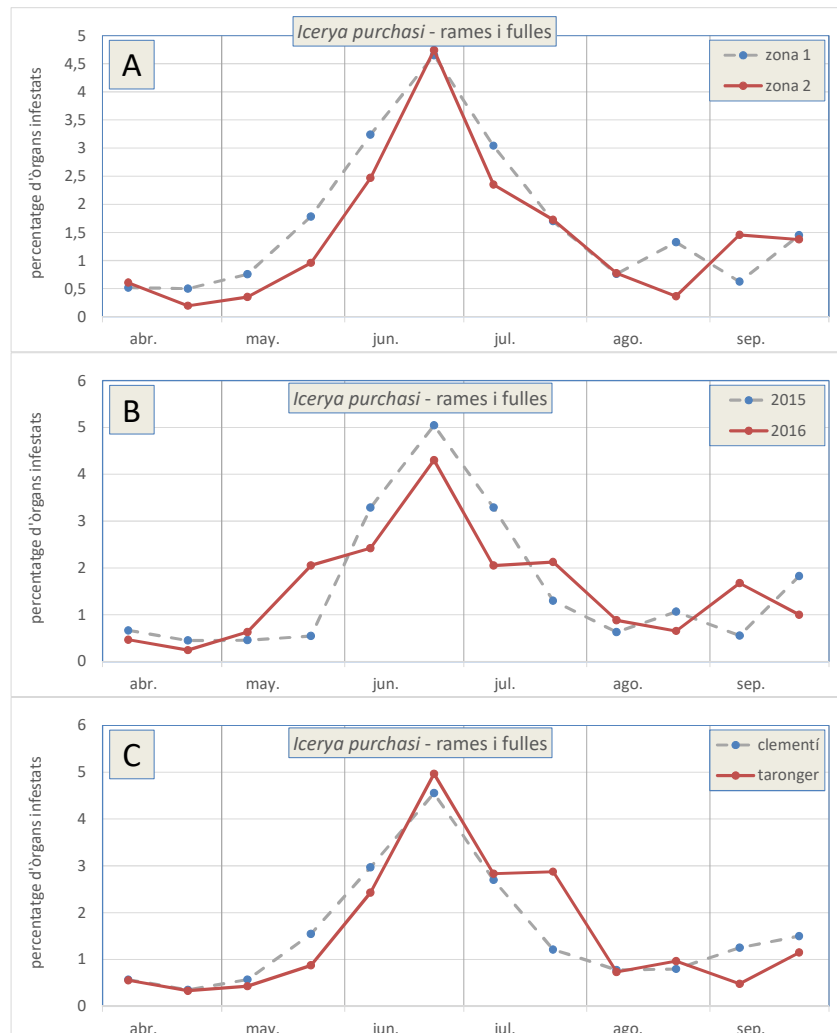 Icerya purchasi - rames i fulles
A
zona 1
zona 2
percentatge d'òrgans infestats
5
4,5
4
3,5
3
2,5
2
1,5
1
0,5
0
abr. may. jun. jul. ago. sep.
Icerya purchasi - rames i fulles
B
2015
2016
percentatge d'òrgans infestats
6
5
4
3
2
1
0
abr. may. jun. jul. ago. sep.
Icerya purchasi - rames i fulles
C
clementí
taronger
percentatge d'òrgans infestats
6
5
4
3
2
1
0
abr. may. jun. jul. ago. sep.